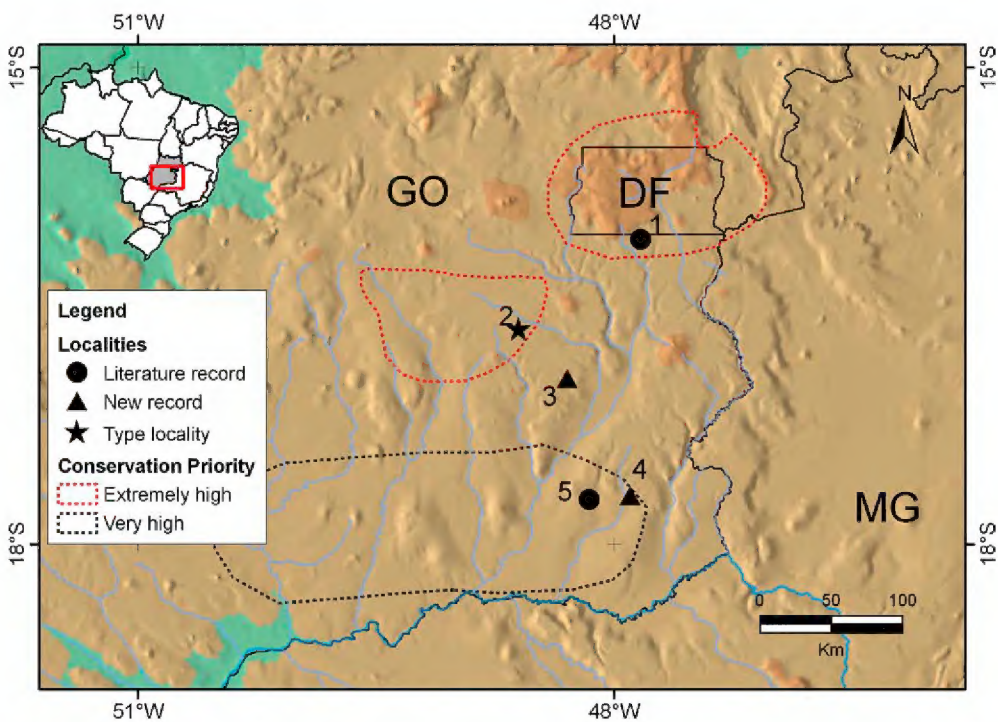 51°W
48°W
15°S
15°S
N
GO
DF
1
2
3
4
5
MG
Legend
Localities
Literature record
New record
Type locality
Conservation Priority
Extremely high
Very high
18°S
18°S
0 50 100
Km
51°W
48°W